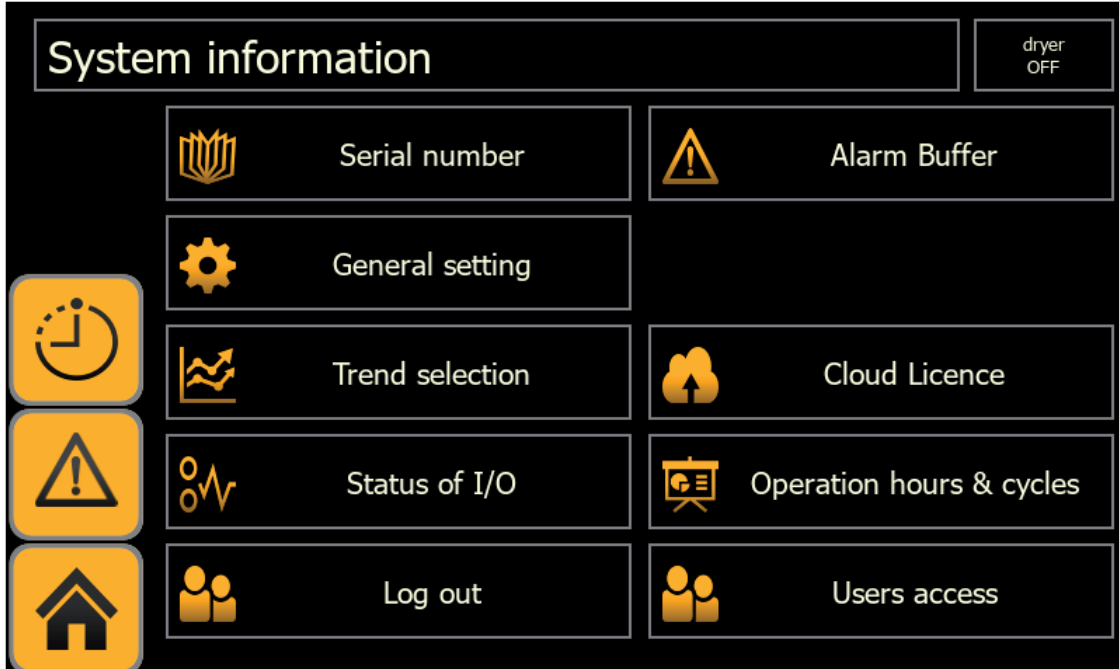 System information
dryer
OFF
Serial number
Alarm Buffer
General setting
Trend selection
Cloud Licence
Status of I/O
Operation hours & cycles
Log out
Users access